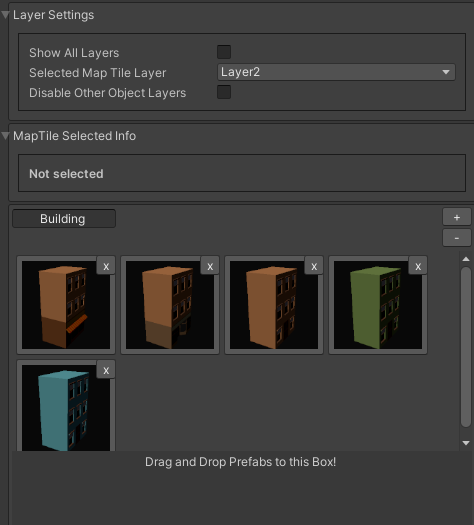 Layer Settings
Show All Layers
Selected Map Tile Layer Layer2
Disable Other Object Layers
MapTile Selected Info
Not selected
Building +
-
x x x x
x
Drag and Drop Prefabs to this Box!